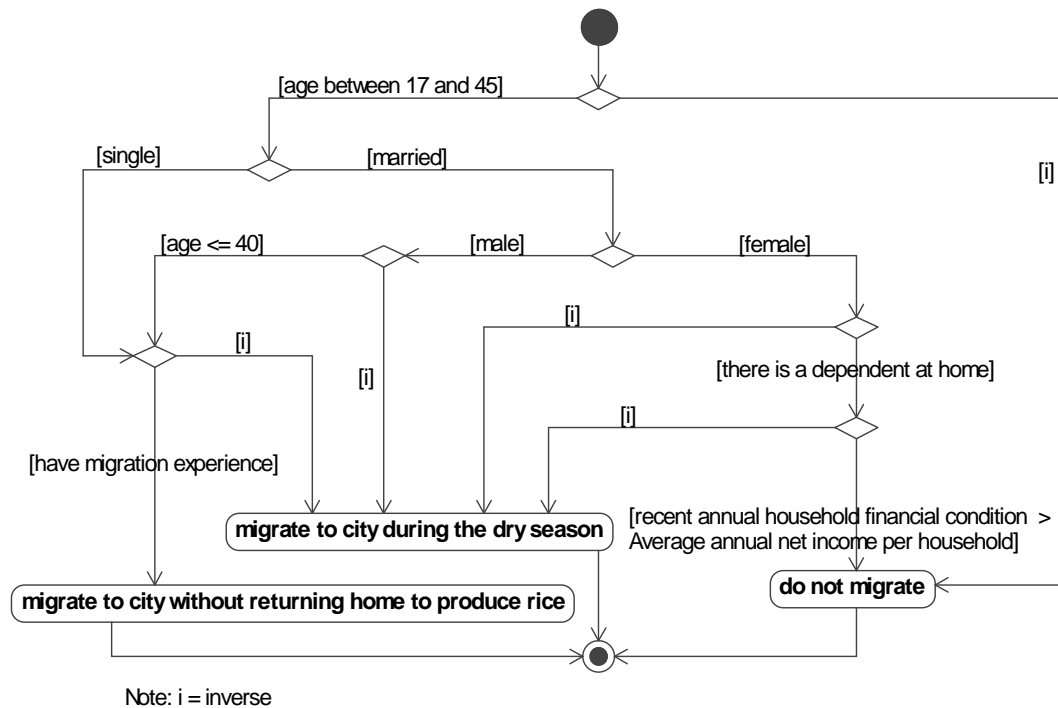 [age between 17 and 45]
[single]
[married]
[i]
[age <= 40]
[male]
[female]
[i]
[i]
[i]
[there is a dependent at home]
[i]
[have migration experience]
migrate to city during the dry season
[recent annual household financial condition >
Average annual net income per household]
do not migrate
migrate to city without returning home to produce rice
Note: i = inverse